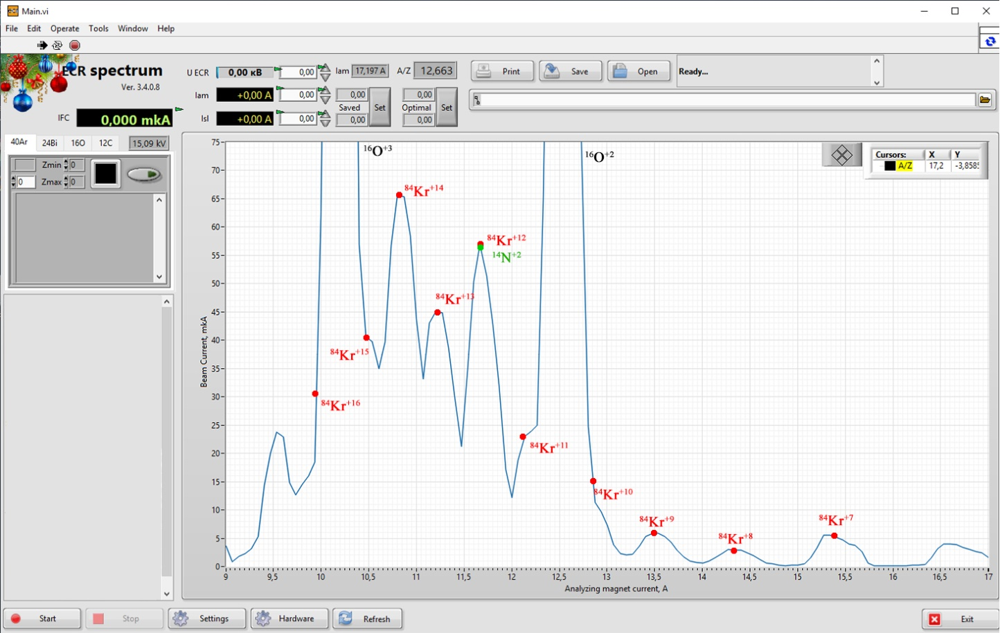 Main.vi
File Edit Operate Tools Window Help
ECR spectrum
Ver. 3.4.0.8
IFC 0,000 mkA
U ECR 0,00 кВ 0,00 Iam 17,197 A A/Z 12,663
Iam +0,00 A 0,00 0,00 Saved 0,00 Set 0,00 Optimal 0,00 Set
Isl +0,00 A 0,00
Print Save Open
Ready...
40Ar 24Bi 16O 12C 15,09 kV
Zmin 0
0 Zmax 0
Cursors: X Y
A/Z 17,2 -3,858
75
70
65
60
55
50
45
40
35
30
25
20
15
10
5
0
Beam Current, mkA
16O+3
16O+2
84Kr+14
84Kr+12
14N+2
84Kr+13
84Kr+15
84Kr+16
84Kr+11
84Kr+10
84Kr+9
84Kr+8
84Kr+7
9 9,5 10 10,5 11 11,5 12 12,5 13 13,5 14 14,5 15 15,5 16 16,5 17
Analyzing magnet current, A
Start Stop Settings Hardware Refresh Exit